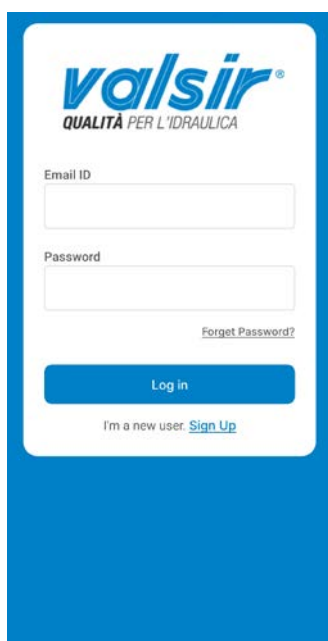 valsir®
QUALITÀ PER L'IDRAULICA
Email ID
Password
Forget Password?
Log in
I'm a new user. Sign Up